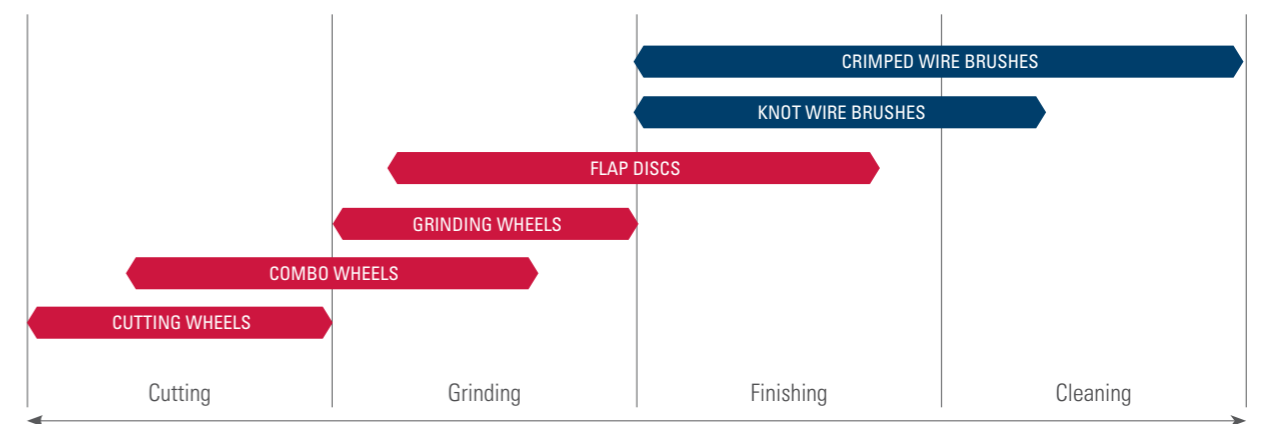 CRIMPED WIRE BRUSHES
KNOT WIRE BRUSHES
FLAP DISCS
GRINDING WHEELS
COMBO WHEELS
CUTTING WHEELS
Cutting Grinding Finishing Cleaning